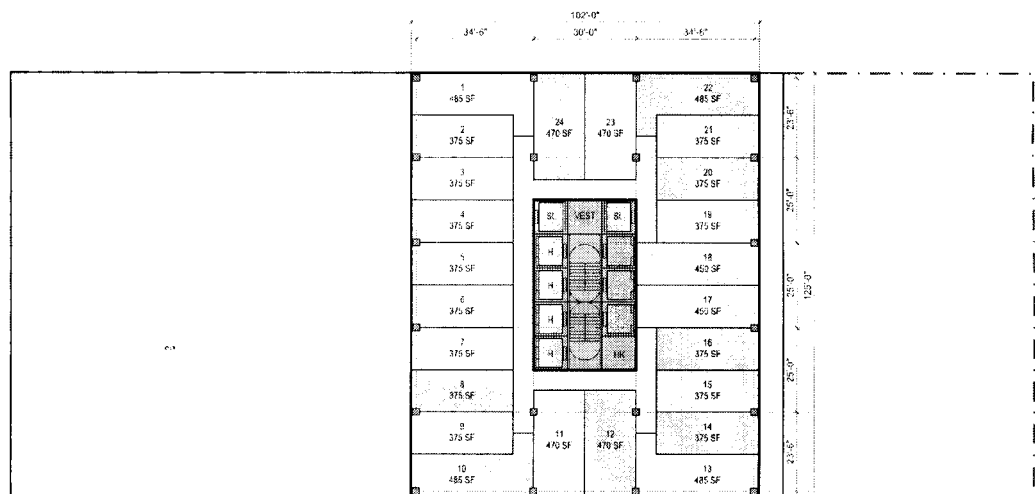 102'-0"
34'-6" 30'-0" 34'-6"
1
485 SF
2
375 SF
3
375 SF
4
375 SF
5
375 SF
6
375 SF
7
375 SF
8
375 SF
9
375 SF
10
485 SF
24
470 SF
23
470 SF
22
485 SF
21
375 SF
20
375 SF
19
375 SF
18
450 SF
17
450 SF
16
375 SF
15
375 SF
14
375 SF
13
485 SF
11
470 SF
12
470 SF
VEST
H
H
H
H
HK
23'-6"
25'-0"
25'-0"
25'-0"
23'-6"